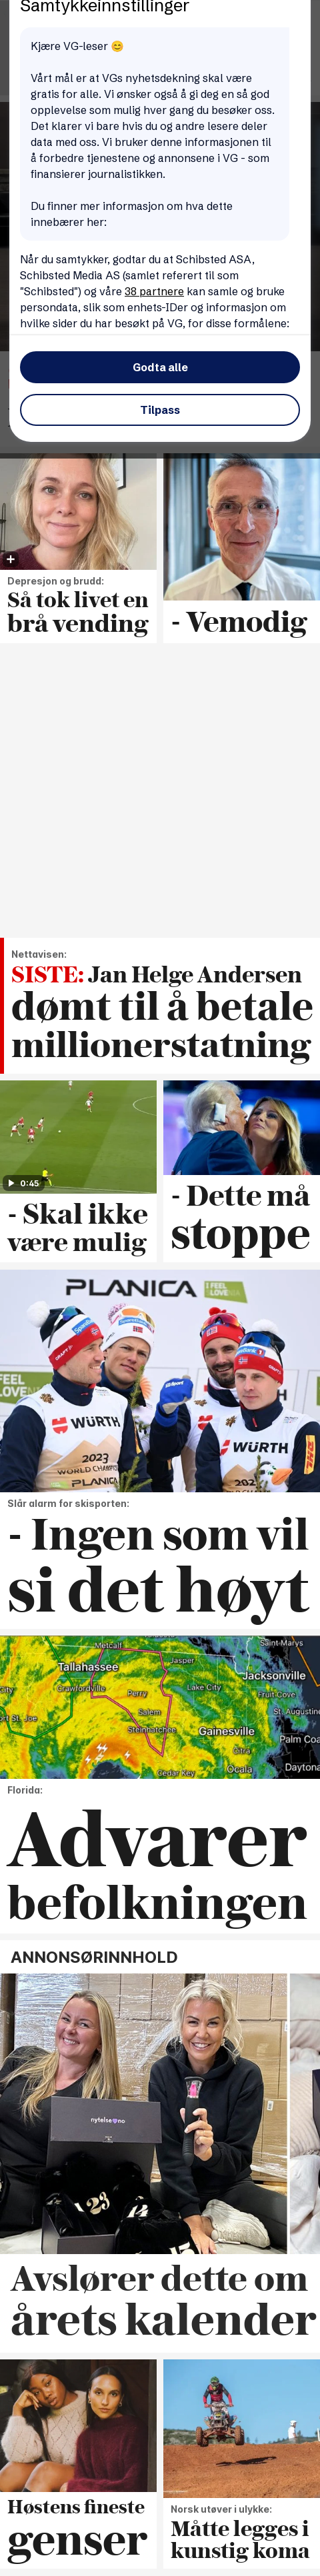 Samtykkeinnstillinger
Kjære VG-leser 😊
Vårt mål er at VGs nyhetsdekning skal være
gratis for alle. Vi ønsker også å gi deg en så god
opplevelse som mulig hver gang du besøker oss.
Det klarer vi bare hvis du og andre lesere deler
data med oss. Vi bruker denne informasjonen til
å forbedre tjenestene og annonsene i VG - som
finansierer journalistikken.
Du finner mer informasjon om hva dette
innebærer her:
Når du samtykker, godtar du at Schibsted ASA,
Schibsted Media AS (samlet referert til som
"Schibsted") og våre 38 partnere kan samle og bruke
persondata, slik som enhets-IDer og informasjon om
hvilke sider du har besøkt på VG, for disse formålene:
Godta alle
Tilpass
Depresjon og brudd:
Så tok livet en
brå vending
- Vemodig
Nettavisen:
SISTE: Jan Helge Andersen
dømt til å betale
millionerstatning
0:45
- Skal ikke
være mulig
- Dette må
stoppe
PLANICA
I FEEL
SLOVENIA
WÜRTH
2023
WORLD CHAMPIONS
PLANICA
WÜRTH
Slår alarm for skisporten:
- Ingen som vil
si det høyt
Metcalf
Tallahassee
Crawfordville
Perry
Salem
Steinhatchee
Jasper
Lake City
Saint Marys
Jacksonville
Fruit Cove
St. Augustine
Gainesville
Citra
Ocala
Cedar Key
Palm Coa
Daytona
Florida:
Advarer
befolkningen
ANNONSØRINNHOLD
nytelse♥no
23
Avslører dette om
årets kalender
Høstens fineste
genser
Norsk utøver i ulykke:
Måtte legges i
kunstig koma